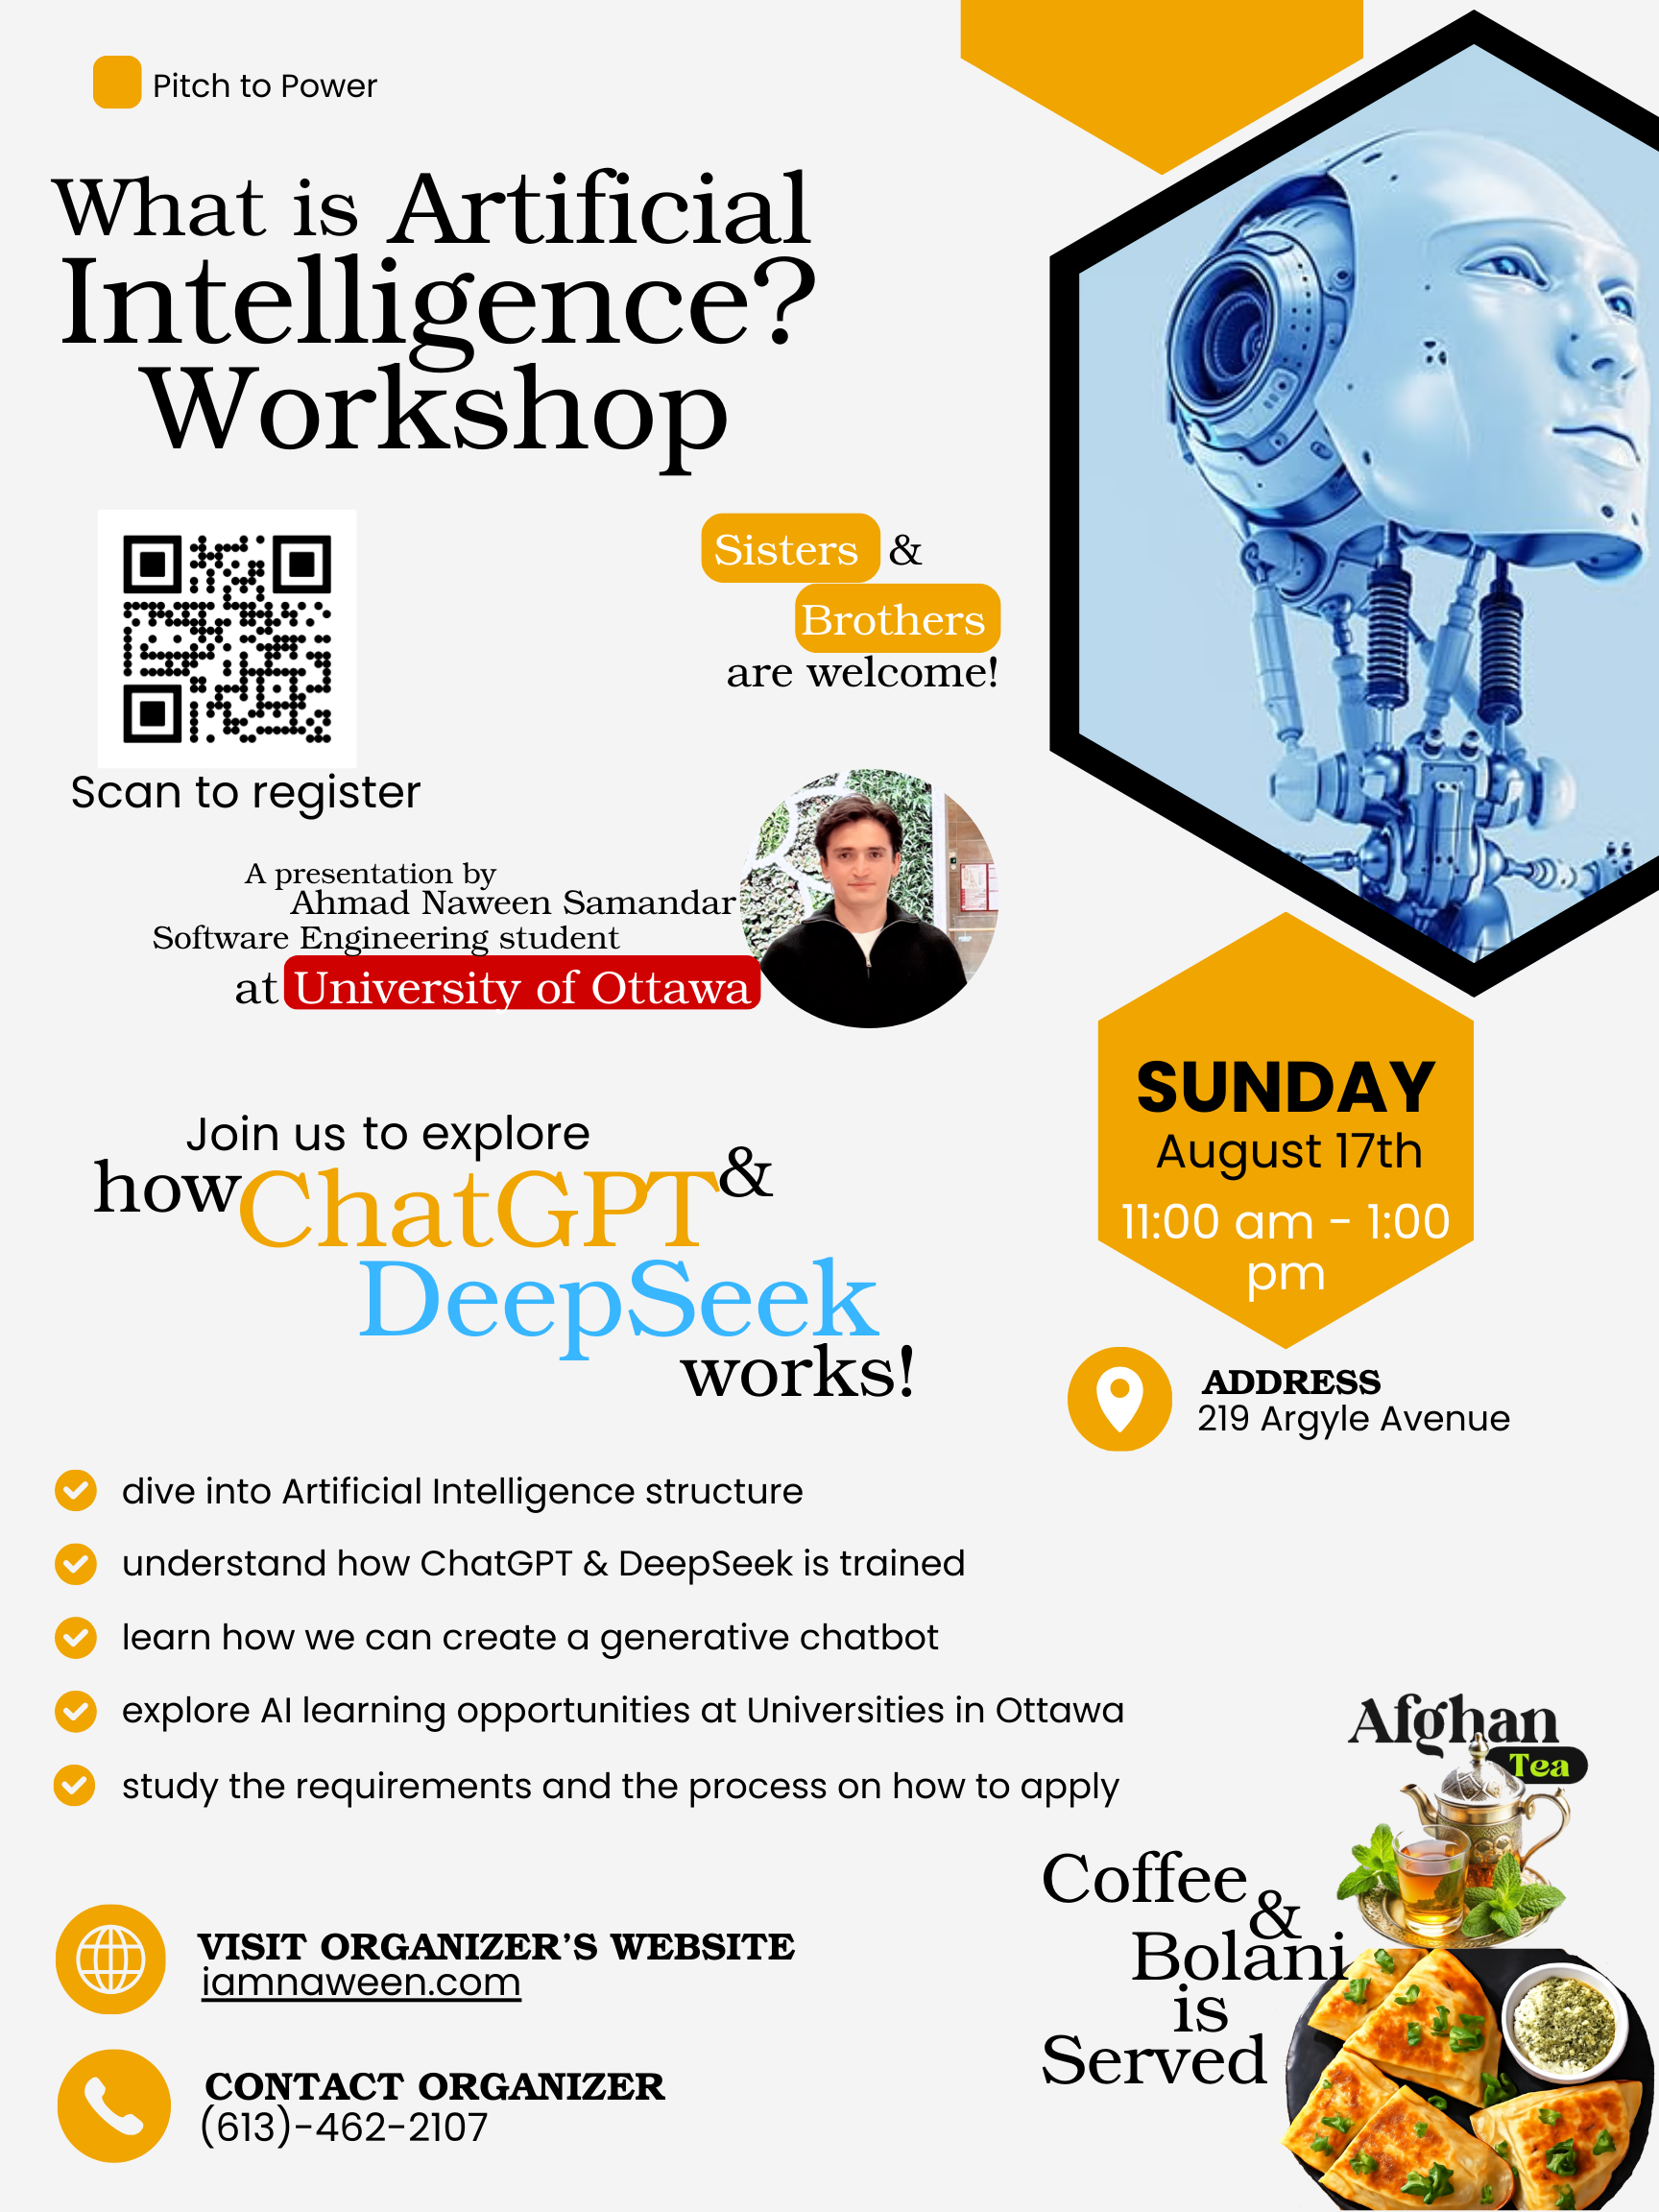 Pitch to Power
What is Artificial
Intelligence?
Workshop
Sisters &
Brothers
are welcome!
Scan to register
A presentation by
Ahmad Naween Samandar
Software Engineering student
at University of Ottawa
SUNDAY
August 17th
11:00 am - 1:00
pm
Join us to explore
how ChatGPT &
DeepSeek
works!
ADDRESS
219 Argyle Avenue
dive into Artificial Intelligence structure
understand how ChatGPT & DeepSeek is trained
learn how we can create a generative chatbot
explore AI learning opportunities at Universities in Ottawa
study the requirements and the process on how to apply
Afghan
Tea
Coffee
&
Bolani
is
Served
VISIT ORGANIZER'S WEBSITE
iamnaween.com
CONTACT ORGANIZER
(613)-462-2107